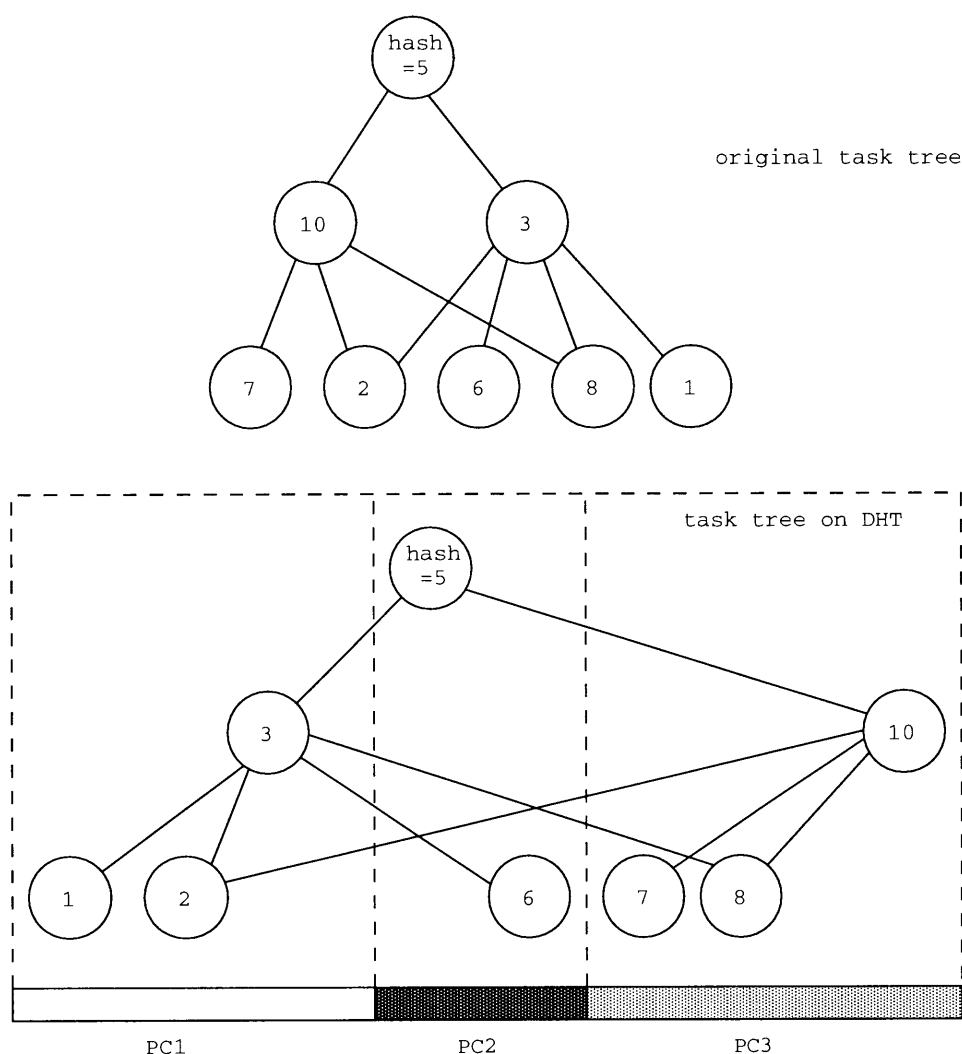 hash
=5
original task tree
10
3
7
2
6
8
1
task tree on DHT
hash
=5
3
10
1
2
6
7
8
PC1
PC2
PC3